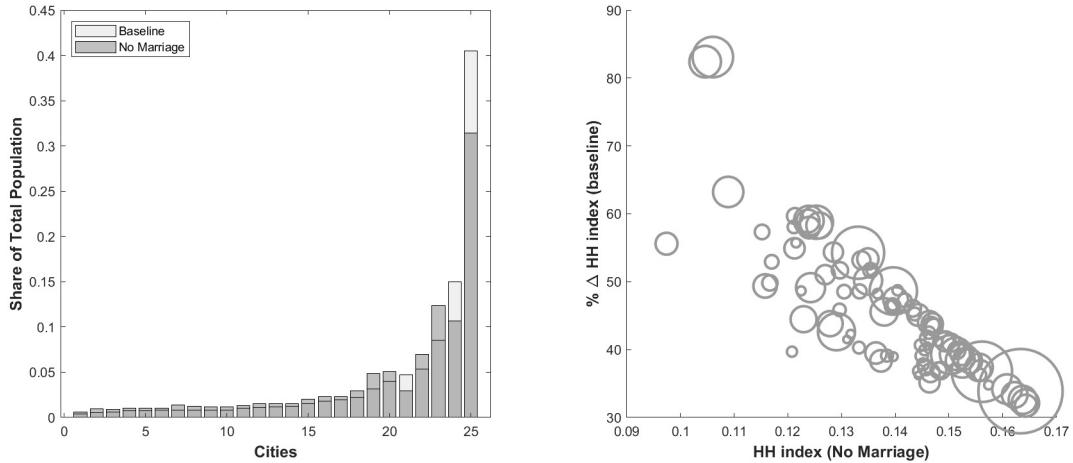 0.45
0.4
0.35
0.3
0.25
0.2
0.15
0.1
0.05
0
Share of Total Population
Baseline
No Marriage
0 5 10 15 20 25
Cities
90
80
70
60
50
40
30
% △ HH index (baseline)
0.09 0.1 0.11 0.12 0.13 0.14 0.15 0.16 0.17
HH index (No Marriage)